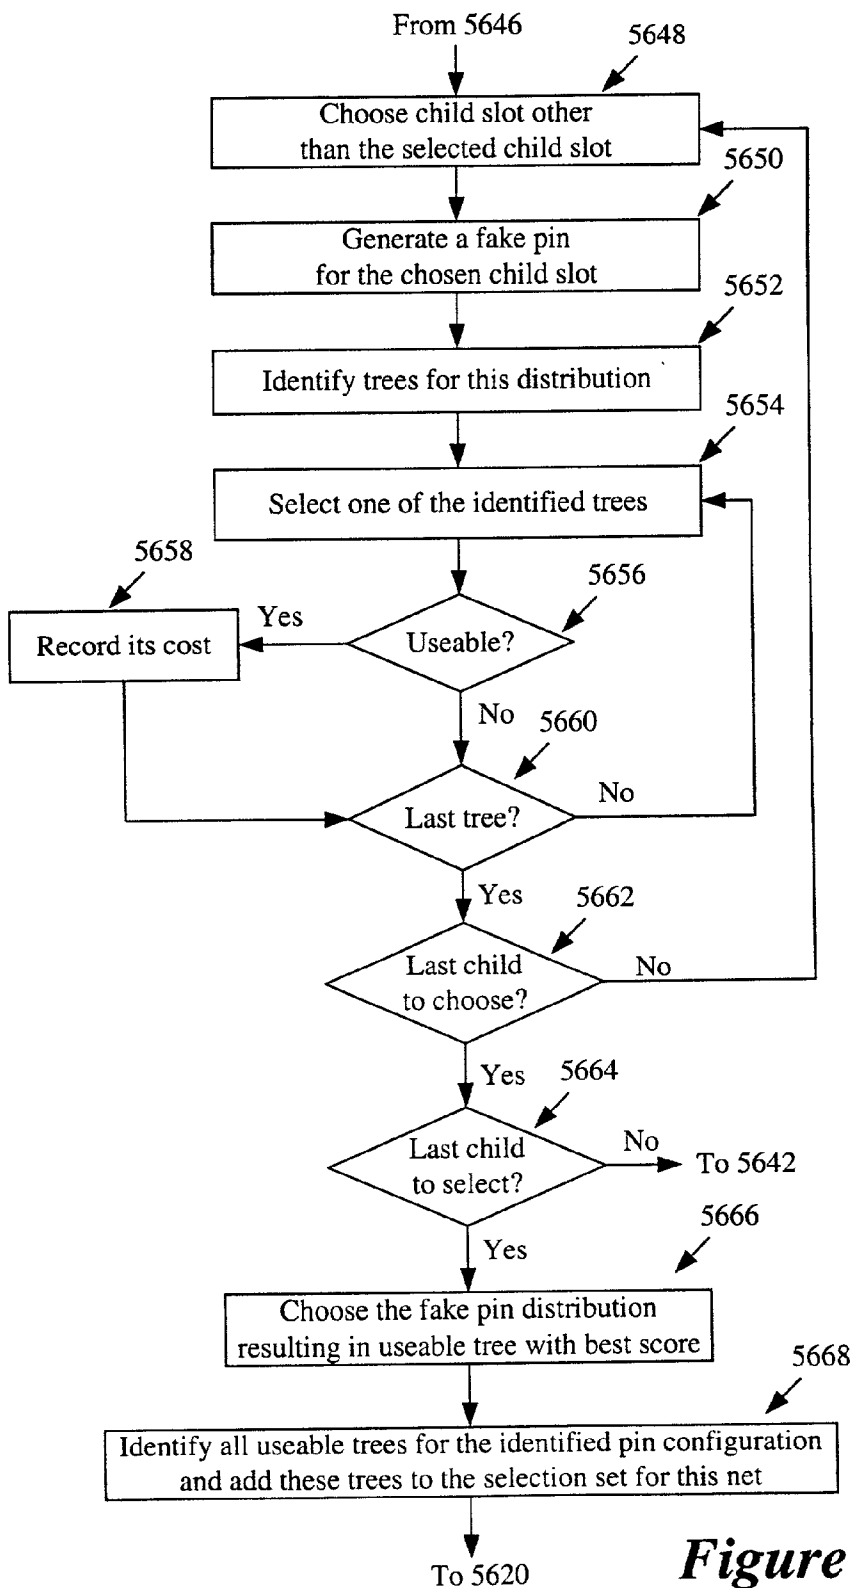 From 5646
5648
Choose child slot other
than the selected child slot
5650
Generate a fake pin
for the chosen child slot
5652
Identify trees for this distribution
5654
Select one of the identified trees
5658
5656
Record its cost
Yes
Useable?
No
5660
Last tree?
No
Yes
5662
Last child
to choose?
No
Yes
5664
Last child
to select?
No
To 5642
Yes
5666
Choose the fake pin distribution
resulting in useable tree with best score
5668
Identify all useable trees for the identified pin configuration
and add these trees to the selection set for this net
To 5620
Figure